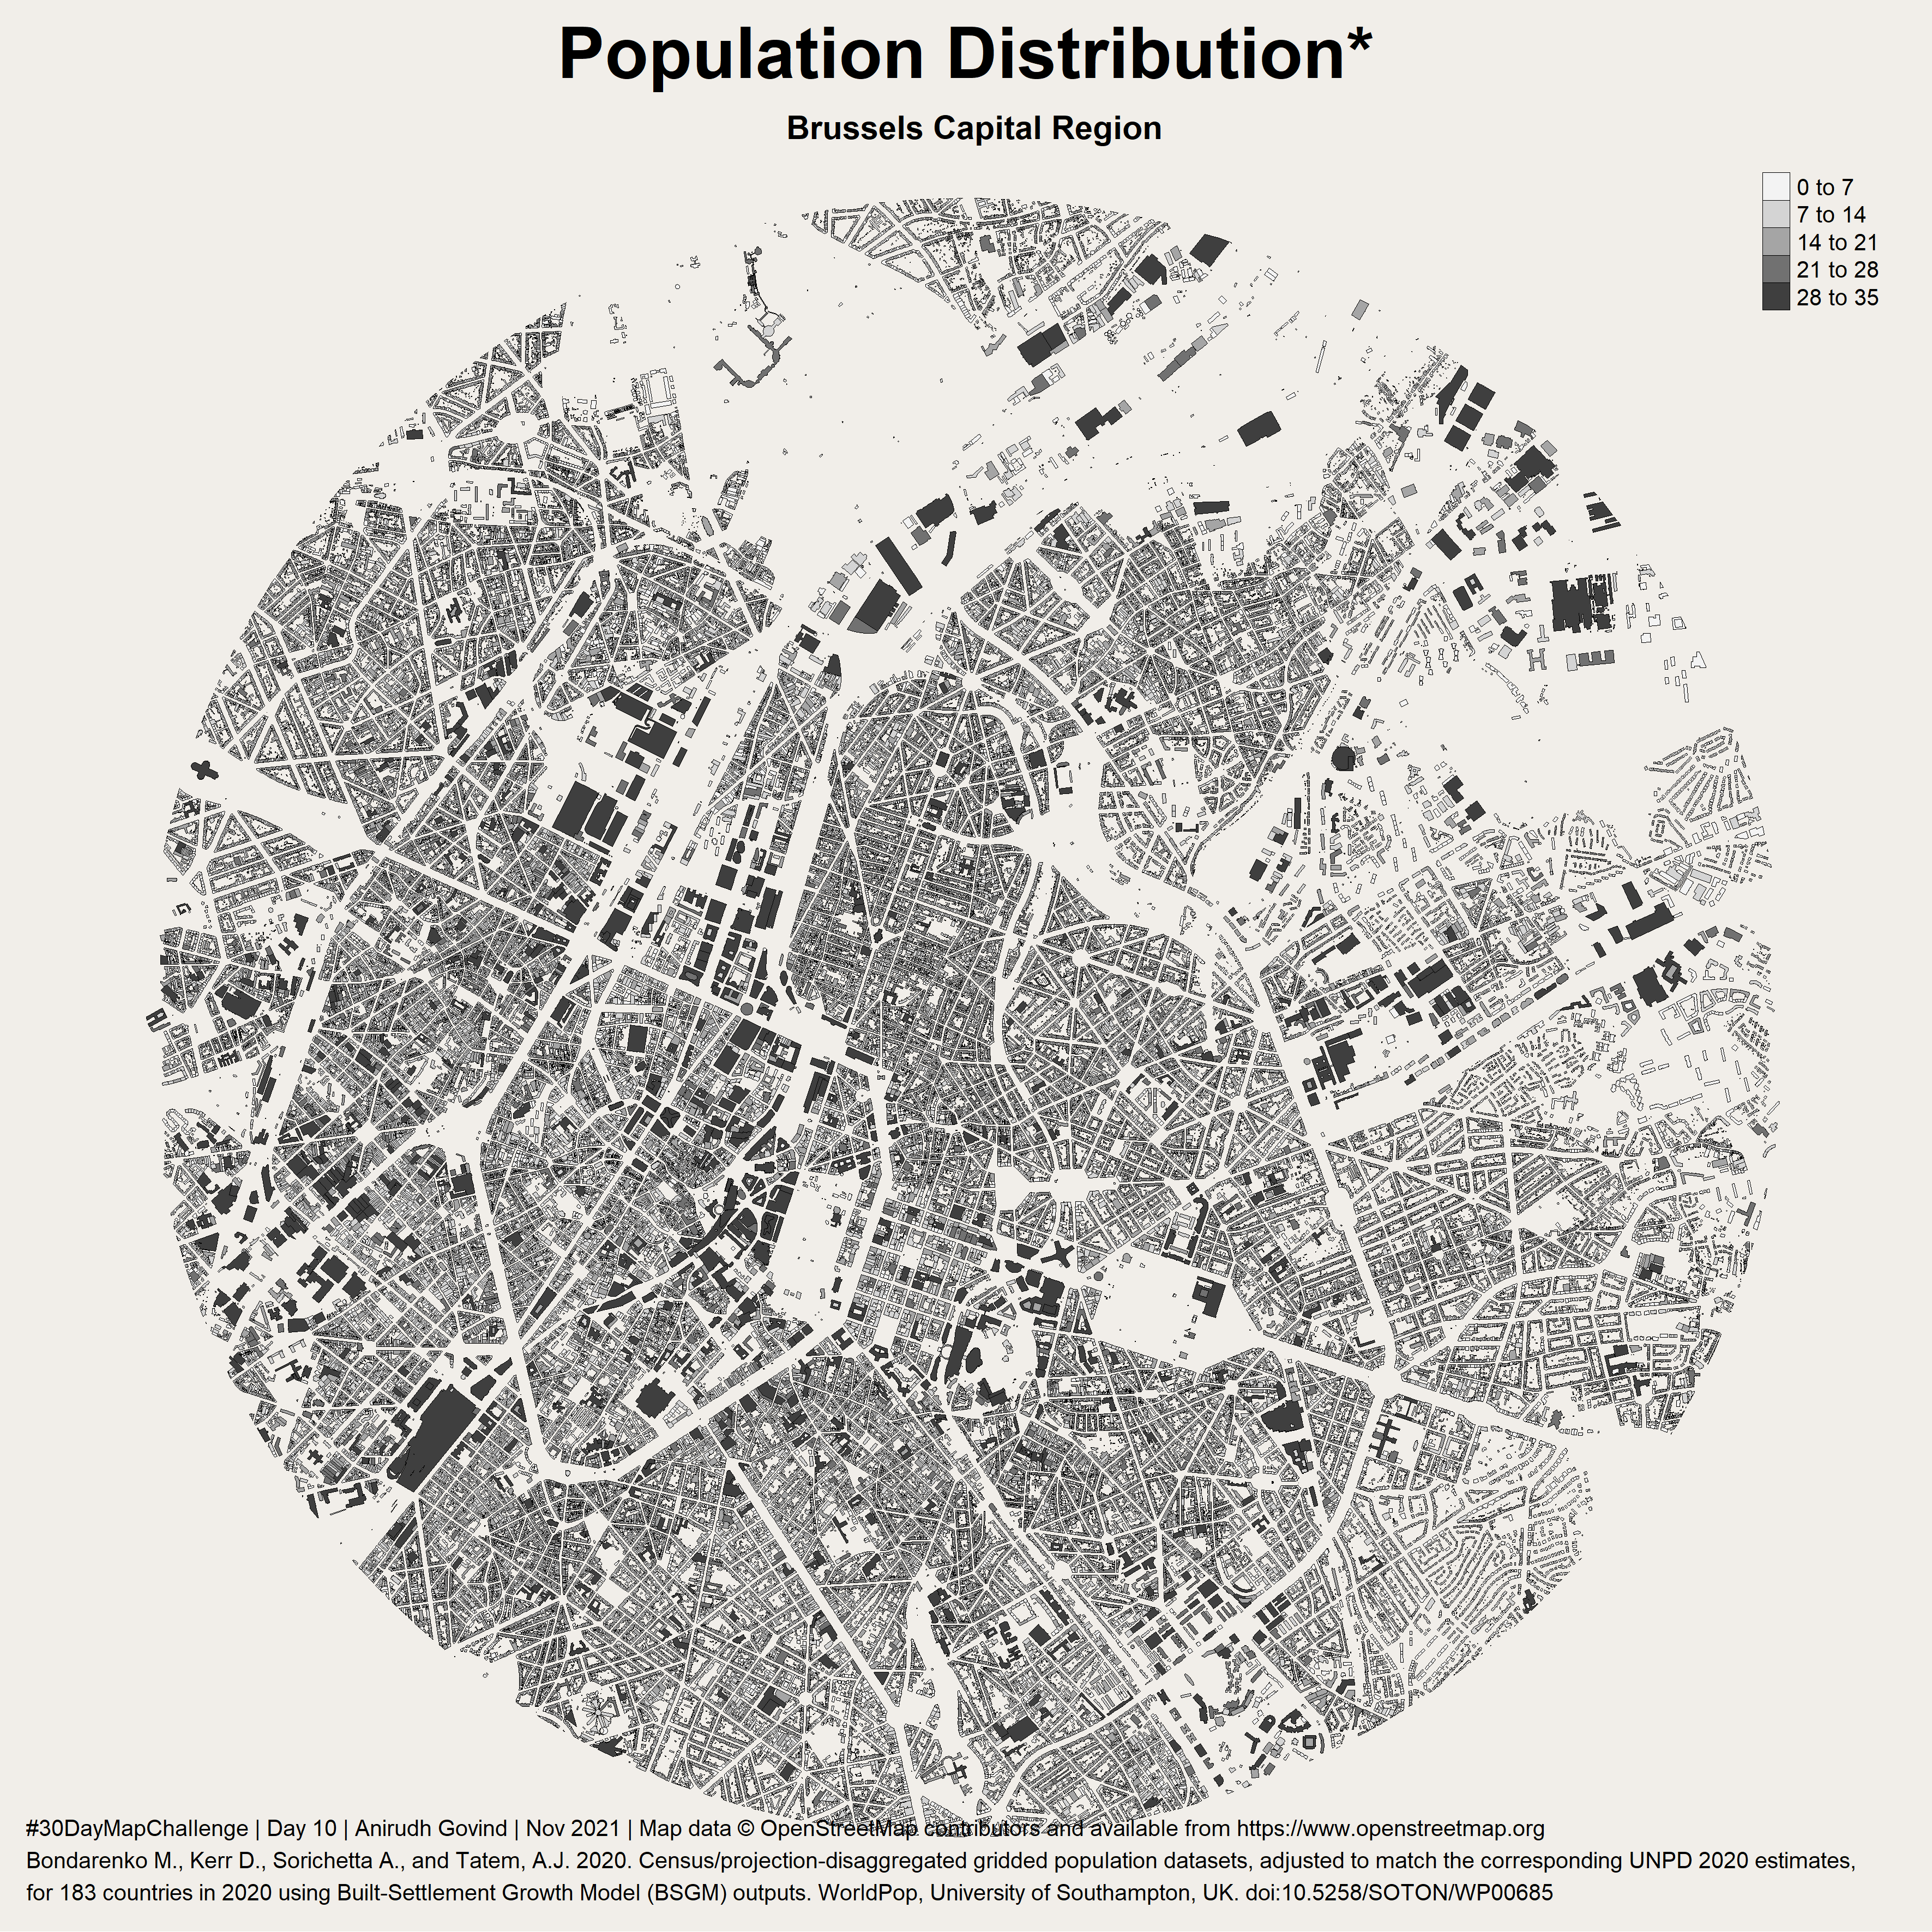 Population Distribution*
Brussels Capital Region
0 to 7
7 to 14
14 to 21
21 to 28
28 to 35
#30DayMapChallenge | Day 10 | Anirudh Govind | Nov 2021 | Map data © OpenStreetMap contributors and available from https://www.openstreetmap.org
Bondarenko M., Kerr D., Sorichetta A., and Tatem, A.J. 2020. Census/projection-disaggregated gridded population datasets, adjusted to match the corresponding UNPD 2020 estimates,
for 183 countries in 2020 using Built-Settlement Growth Model (BSGM) outputs. WorldPop, University of Southampton, UK. doi:10.5258/SOTON/WP00685